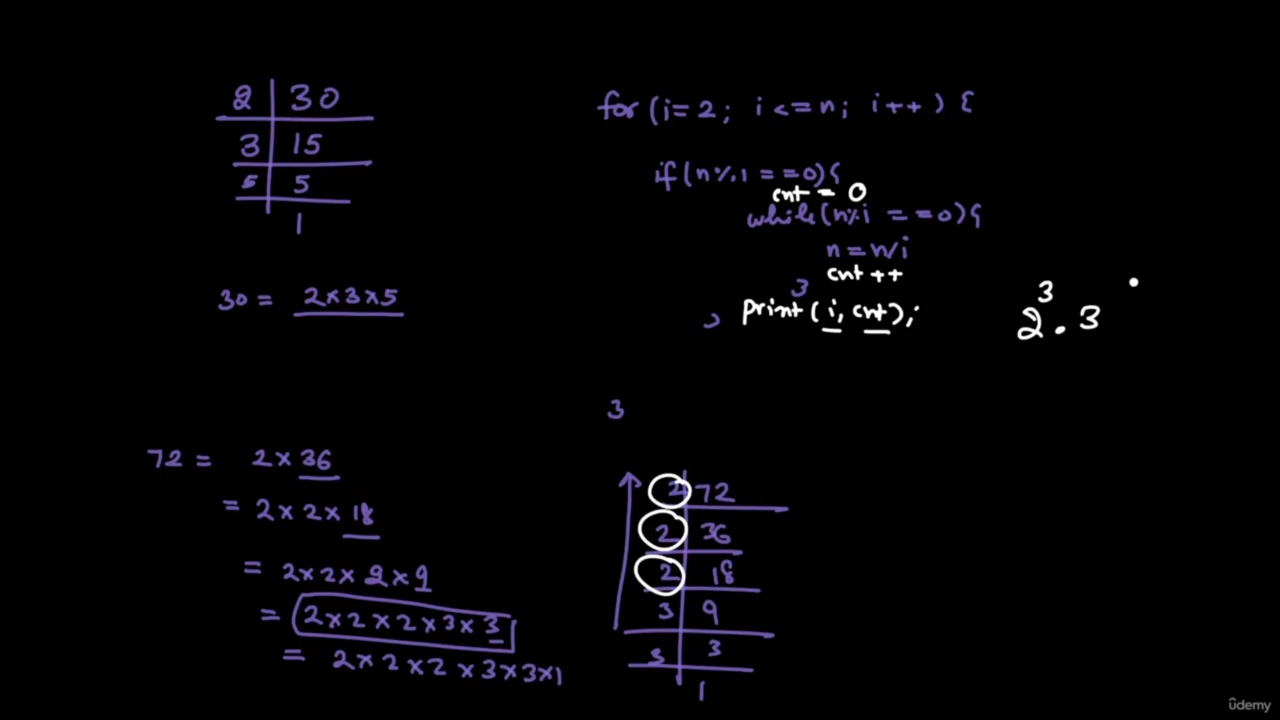 2 | 30
3 | 15
5 | 5
1
30 = 2×3×5
for (i=2; i<=n; i++) {
if (n%i == 0){
cnt = 0
while(n%i == 0){
n = n/i
cnt ++
3
print (i, cnt);
2³ . 3
3
72 = 2 × 36
= 2 × 2 × 18
= 2×2× 2 × 9
= 2 × 2 × 2 × 3 × 3
= 2× 2 × 2 × 3 × 3×1
2 | 72
2 | 36
2 | 18
3 | 9
3 | 3
1
ûdemy